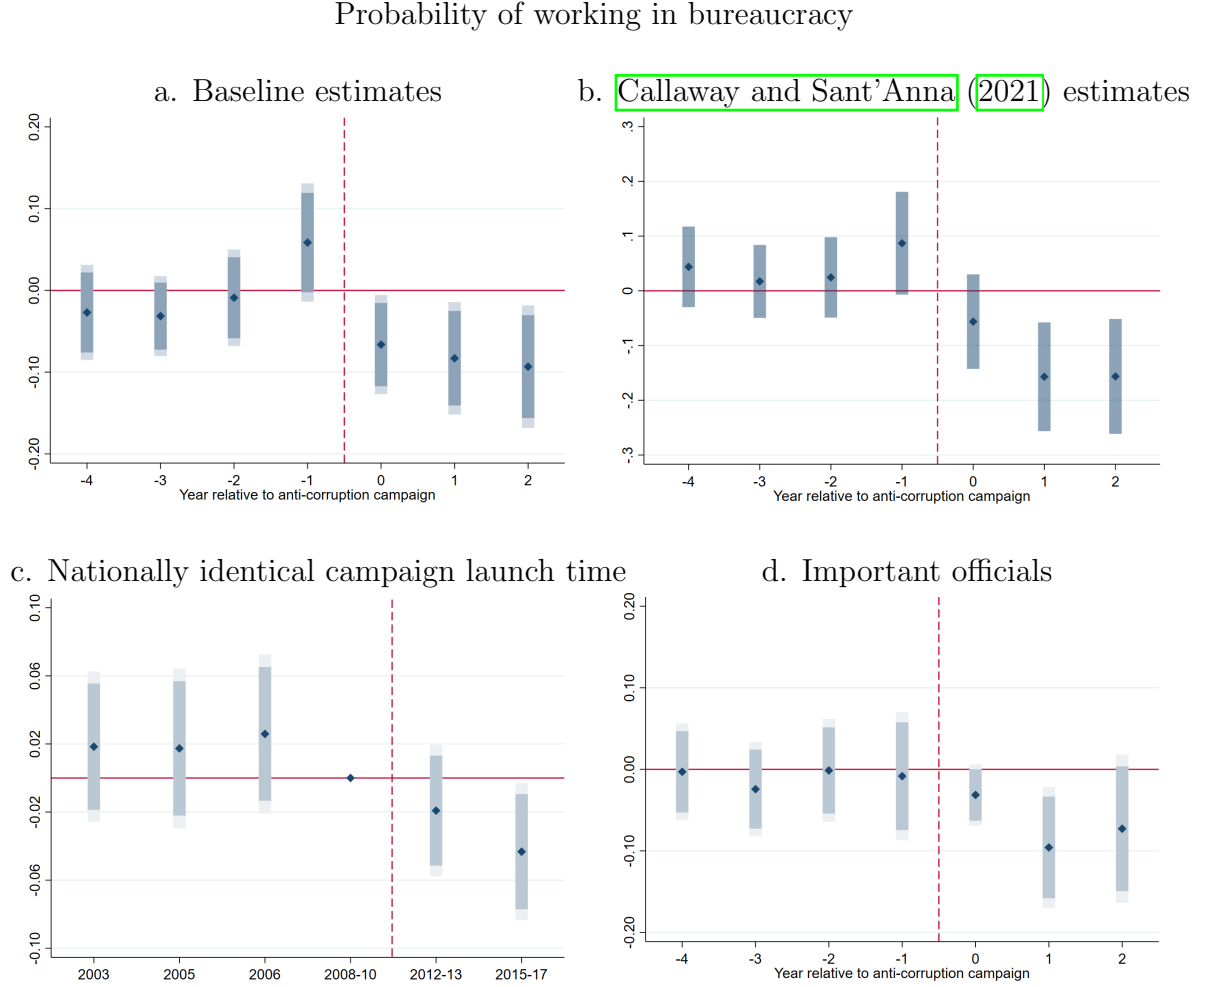 Probability of working in bureaucracy
a. Baseline estimates
0.20
0.10
0.00
-0.10
-0.20
-4 -3 -2 -1 0 1 2
Year relative to anti-corruption campaign
b. Callaway and Sant'Anna (2021) estimates
.3
.2
.1
0
-.1
-.2
-.3
-4 -3 -2 -1 0 1 2
Year relative to anti-corruption campaign
c. Nationally identical campaign launch time
0.10
0.06
0.02
-0.02
-0.06
-0.10
2003 2005 2006 2008-10 2012-13 2015-17
d. Important officials
0.20
0.10
0.00
-0.10
-0.20
-4 -3 -2 -1 0 1 2
Year relative to anti-corruption campaign